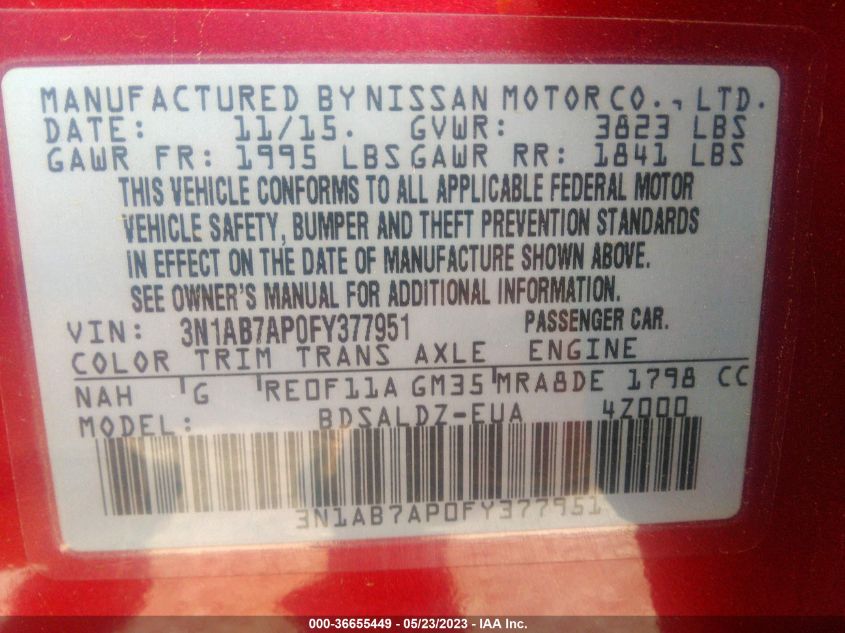 MANUFACTURED BY NISSAN MOTOR CO., LTD.
DATE: 11/15. GVWR: 3823 LBS
GAWR FR: 1995 LBS GAWR RR: 1841 LBS
THIS VEHICLE CONFORMS TO ALL APPLICABLE FEDERAL MOTOR
VEHICLE SAFETY, BUMPER AND THEFT PREVENTION STANDARDS
IN EFFECT ON THE DATE OF MANUFACTURE SHOWN ABOVE.
SEE OWNER'S MANUAL FOR ADDITIONAL INFORMATION.
VIN: 3N1AB7AP0FY377951 PASSENGER CAR.
COLOR TRIM TRANS AXLE ENGINE
NAH G RE0F11A GM35 MRA8DE 1798 CC
MODEL: BDSALDZ-EUA 4Z000
3N1AB7AP0FY377951
000-36655449 - 05/23/2023 - IAA Inc.